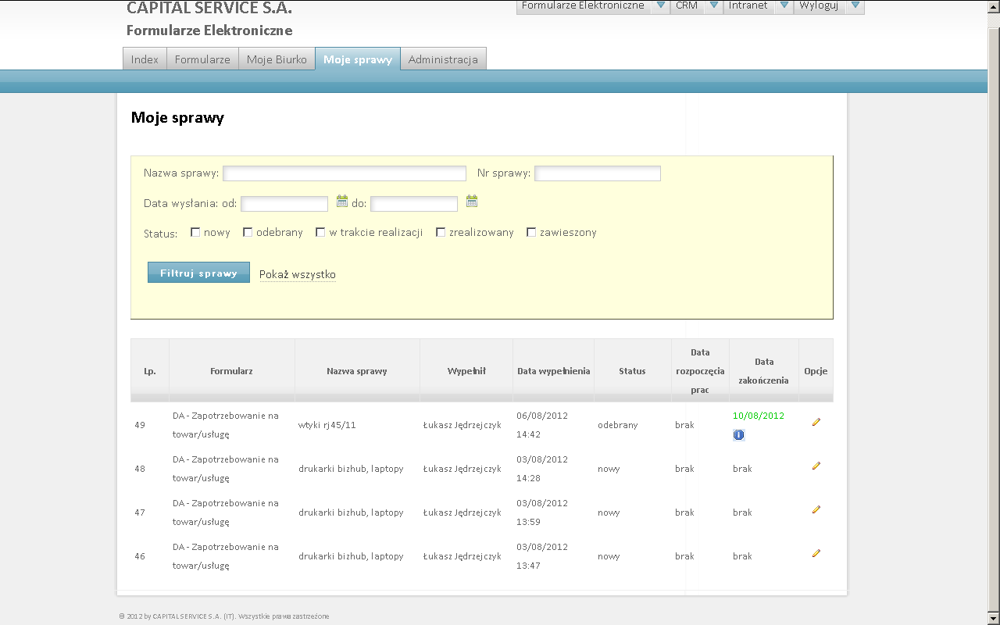 CAPITAL SERVICE S.A.
Formularze Elektroniczne CRM Intranet Wyloguj
Formularze Elektroniczne
Index Formularze Moje Biurko Moje sprawy Administracja
Moje sprawy
Nazwa sprawy: Nr sprawy:
Data wysłania: od: do:
Status: nowy odebrany w trakcie realizacji zrealizowany zawieszony
Filtruj sprawy Pokaż wszystko
Lp. Formularz Nazwa sprawy Wypełnił Data wypełnienia Status Data rozpoczęcia prac Data zakończenia Opcje
49 DA - Zapotrzebowanie na towar/usługę wtyki rj45/11 Łukasz Jędrzejczyk 06/08/2012 14:42 odebrany brak 10/08/2012
48 DA - Zapotrzebowanie na towar/usługę drukarki bizhub, laptopy Łukasz Jędrzejczyk 03/08/2012 14:28 nowy brak brak
47 DA - Zapotrzebowanie na towar/usługę drukarki bizhub, laptopy Łukasz Jędrzejczyk 03/08/2012 13:59 nowy brak brak
46 DA - Zapotrzebowanie na towar/usługę drukarki bizhub, laptopy Łukasz Jędrzejczyk 03/08/2012 13:47 nowy brak brak
© 2012 by CAPITAL SERVICE S.A. (IT). Wszystkie prawa zastrzeżone